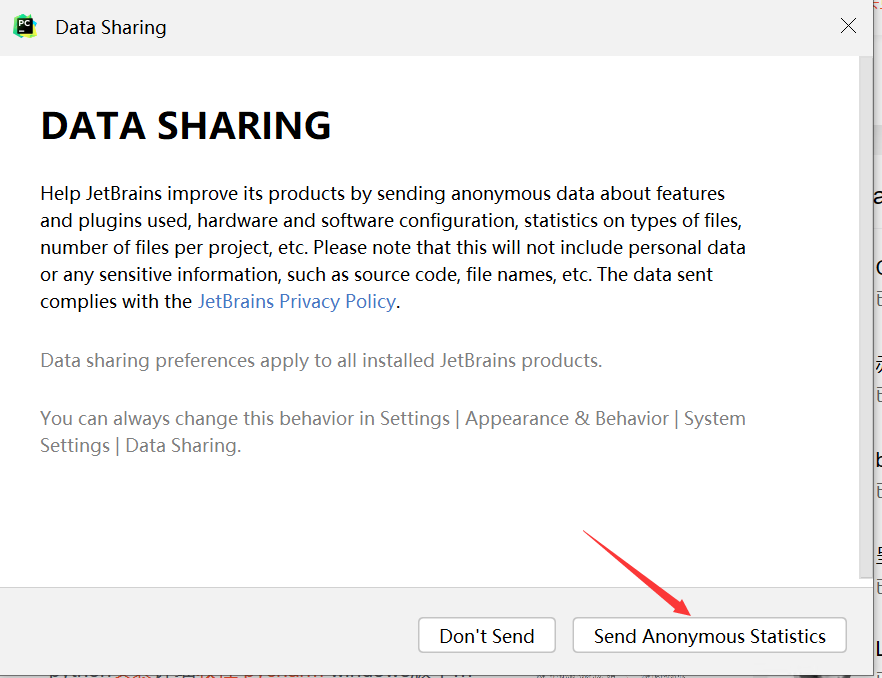 PC
Data Sharing
DATA SHARING
Help JetBrains improve its products by sending anonymous data about features
and plugins used, hardware and software configuration, statistics on types of files,
number of files per project, etc. Please note that this will not include personal data
or any sensitive information, such as source code, file names, etc. The data sent
complies with the JetBrains Privacy Policy.
Data sharing preferences apply to all installed JetBrains products.
You can always change this behavior in Settings | Appearance & Behavior | System
Settings | Data Sharing.
Don't Send
Send Anonymous Statistics